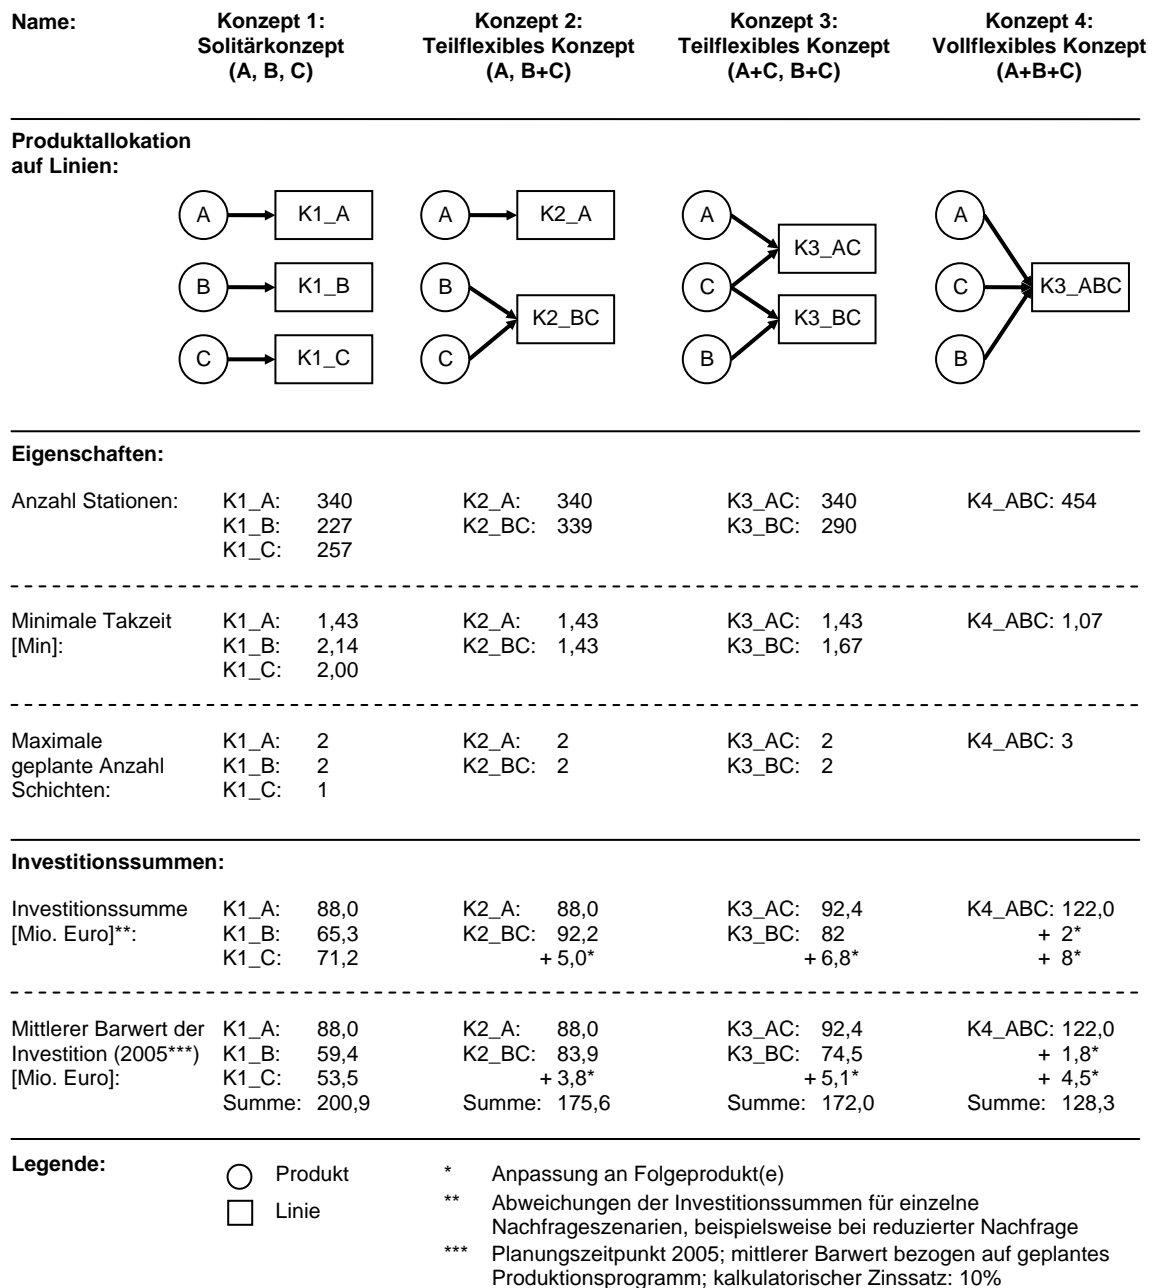 Name: Konzept 1: Konzept 2: Konzept 3: Konzept 4:
Solitärkonzept Teilflexibles Konzept Teilflexibles Konzept Vollflexibles Konzept
(A, B, C) (A, B+C) (A+C, B+C) (A+B+C)
Produktallokation
auf Linien:
A K1_A A K2_A A K3_AC A
B K1_B B K2_BC C K3_BC C K3_ABC
C K1_C C B B
Eigenschaften:
Anzahl Stationen: K1_A: 340 K2_A: 340 K3_AC: 340 K4_ABC: 454
K1_B: 227 K2_BC: 339 K3_BC: 290
K1_C: 257
Minimale Takzeit K1_A: 1,43 K2_A: 1,43 K3_AC: 1,43 K4_ABC: 1,07
[Min]: K1_B: 2,14 K2_BC: 1,43 K3_BC: 1,67
K1_C: 2,00
Maximale K1_A: 2 K2_A: 2 K3_AC: 2 K4_ABC: 3
geplante Anzahl K1_B: 2 K2_BC: 2 K3_BC: 2
Schichten: K1_C: 1
Investitionssummen:
Investitionssumme K1_A: 88,0 K2_A: 88,0 K3_AC: 92,4 K4_ABC: 122,0
[Mio. Euro]**: K1_B: 65,3 K2_BC: 92,2 K3_BC: 82 + 2*
K1_C: 71,2 + 5,0* + 6,8* + 8*
Mittlerer Barwert der K1_A: 88,0 K2_A: 88,0 K3_AC: 92,4 K4_ABC: 122,0
Investition (2005***) K1_B: 59,4 K2_BC: 83,9 K3_BC: 74,5 + 1,8*
[Mio. Euro]: K1_C: 53,5 + 3,8* + 5,1* + 4,5*
Summe: 200,9 Summe: 175,6 Summe: 172,0 Summe: 128,3
Legende: Produkt * Anpassung an Folgeprodukt(e)
Linie ** Abweichungen der Investitionssummen für einzelne
Nachfrageszenarien, beispielsweise bei reduzierter Nachfrage
*** Planungszeitpunkt 2005; mittlerer Barwert bezogen auf geplantes
Produktionsprogramm; kalkulatorischer Zinssatz: 10%